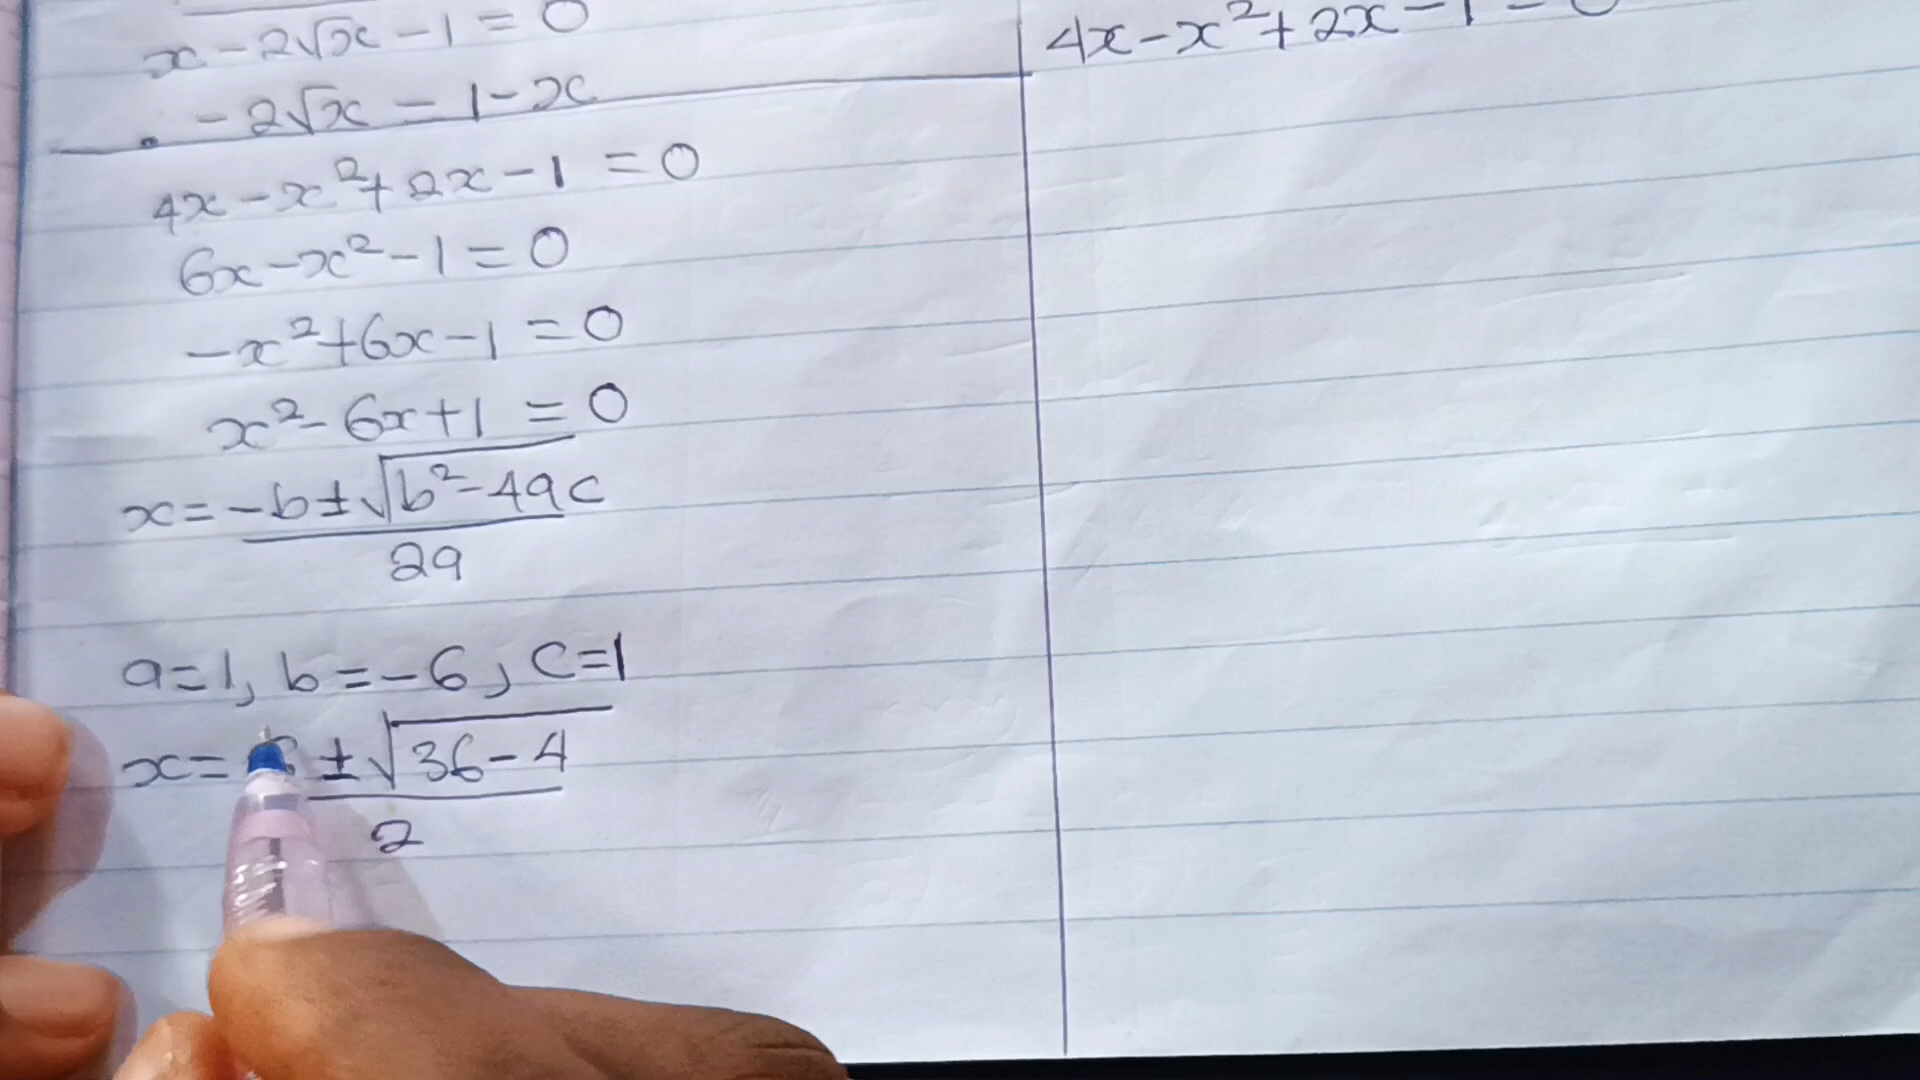 x - 2√x - 1 = 0
- 2√x = 1 - x
4x - x² + 2x - 1 = 0
6x - x² - 1 = 0
-x² + 6x - 1 = 0
x² - 6x + 1 = 0
x = -b ± √b² - 4ac
2a
a = 1, b = -6, c = 1
x = 6 ± √36 - 4
2
4x - x² + 2x - 1 = 0